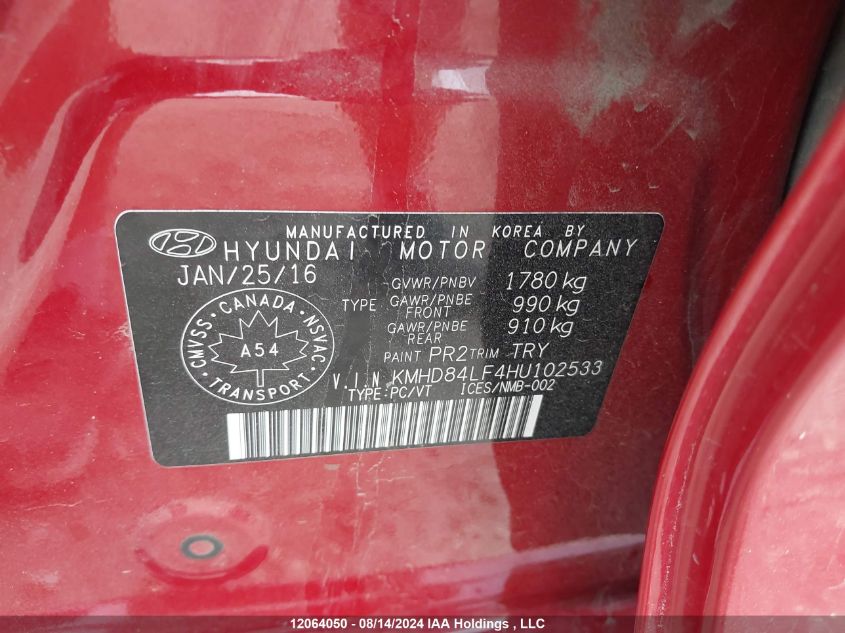 MANUFACTURED IN KOREA BY
HYUNDAI MOTOR COMPANY
JAN/25/16
GVWR/PNBV 1780 kg
TYPE GAWR/PNBE FRONT 990 kg
GAWR/PNBE REAR 910 kg
PAINT PR2 TRIM TRY
CMVSS · CANADA · NSVAC
A54
TRANSPORT
V.I.N KMHD84LF4HU102533
TYPE:PC/VT ICES/NMB-002
12064050 - 08/14/2024 IAA Holdings , LLC